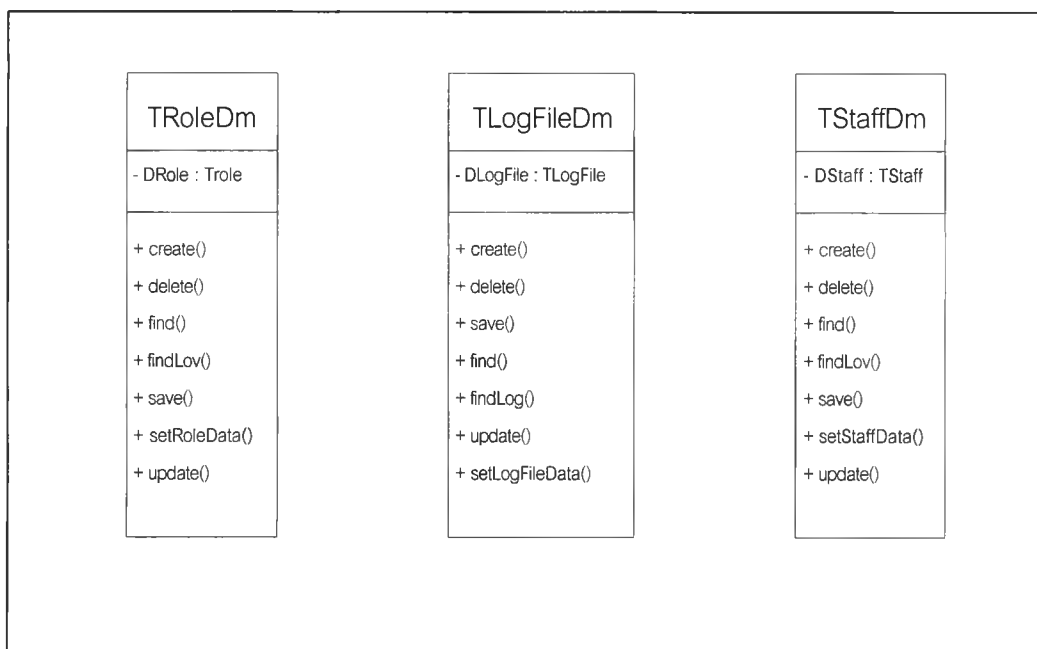 TRoleDm
- DRole : Trole
+ create()
+ delete()
+ find()
+ findLov()
+ save()
+ setRoleData()
+ update()
TLogFileDm
- DLogFile : TLogFile
+ create()
+ delete()
+ save()
+ find()
+ findLog()
+ update()
+ setLogFileData()
TStaffDm
- DStaff : TStaff
+ create()
+ delete()
+ find()
+ findLov()
+ save()
+ setStaffData()
+ update()